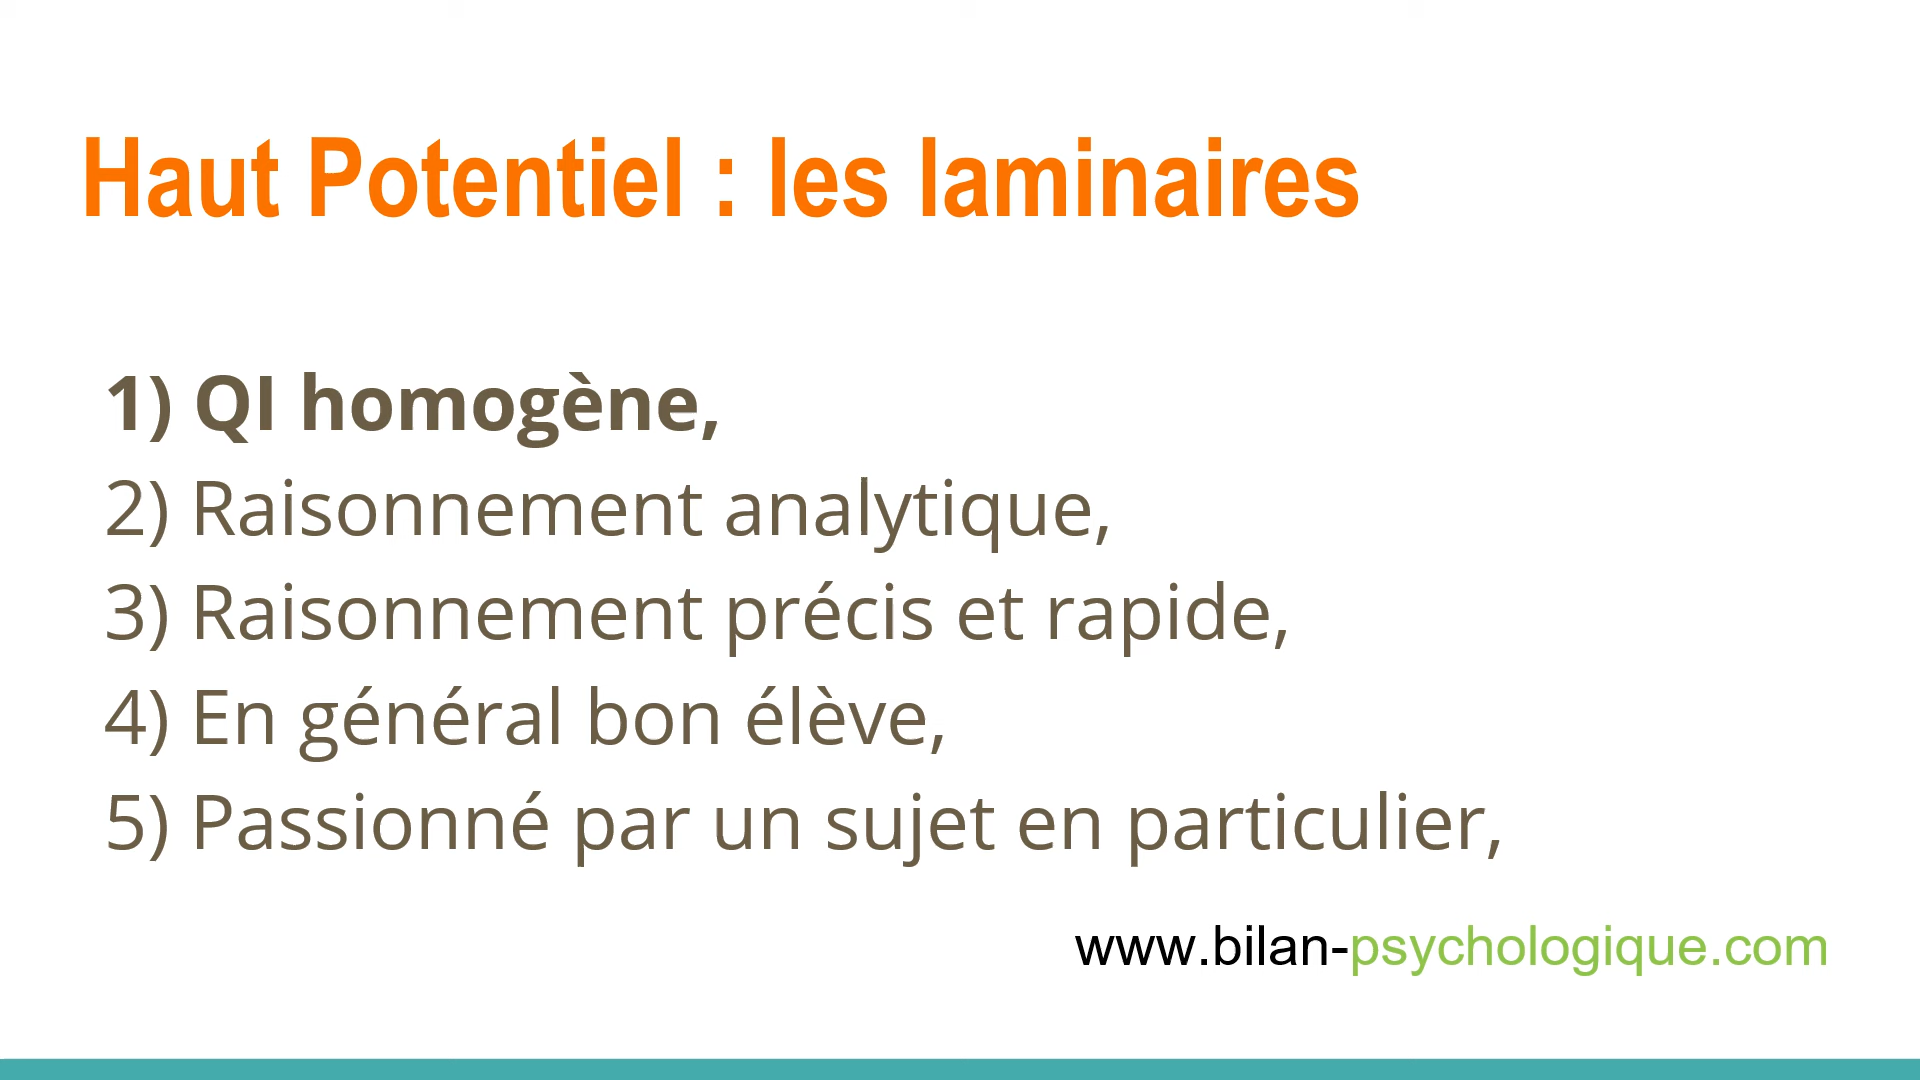 Haut Potentiel : les laminaires
1) QI homogène,
2) Raisonnement analytique,
3) Raisonnement précis et rapide,
4) En général bon élève,
5) Passionné par un sujet en particulier,
www.bilan-psychologique.com